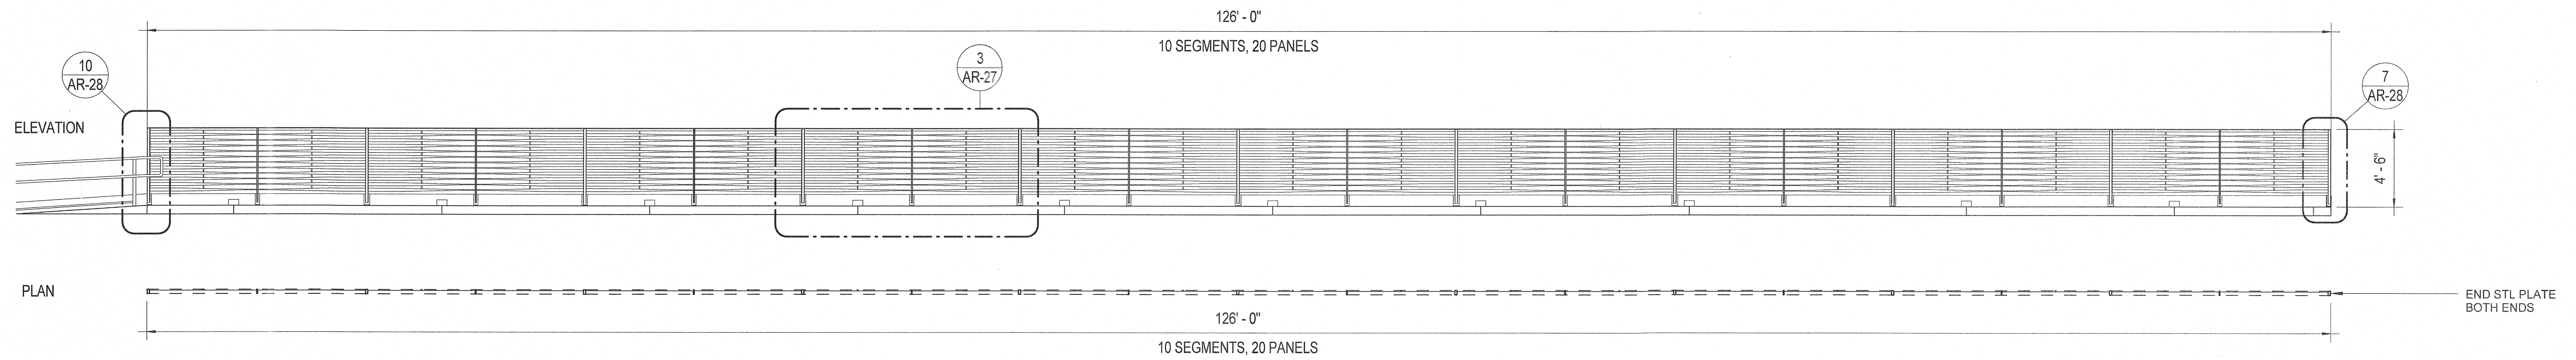 126' - 0"
10 SEGMENTS, 20 PANELS
10
AR-28
3
AR-27
7
AR-28
ELEVATION
4' - 6"
PLAN
END STL PLATE
BOTH ENDS
126' - 0"
10 SEGMENTS, 20 PANELS